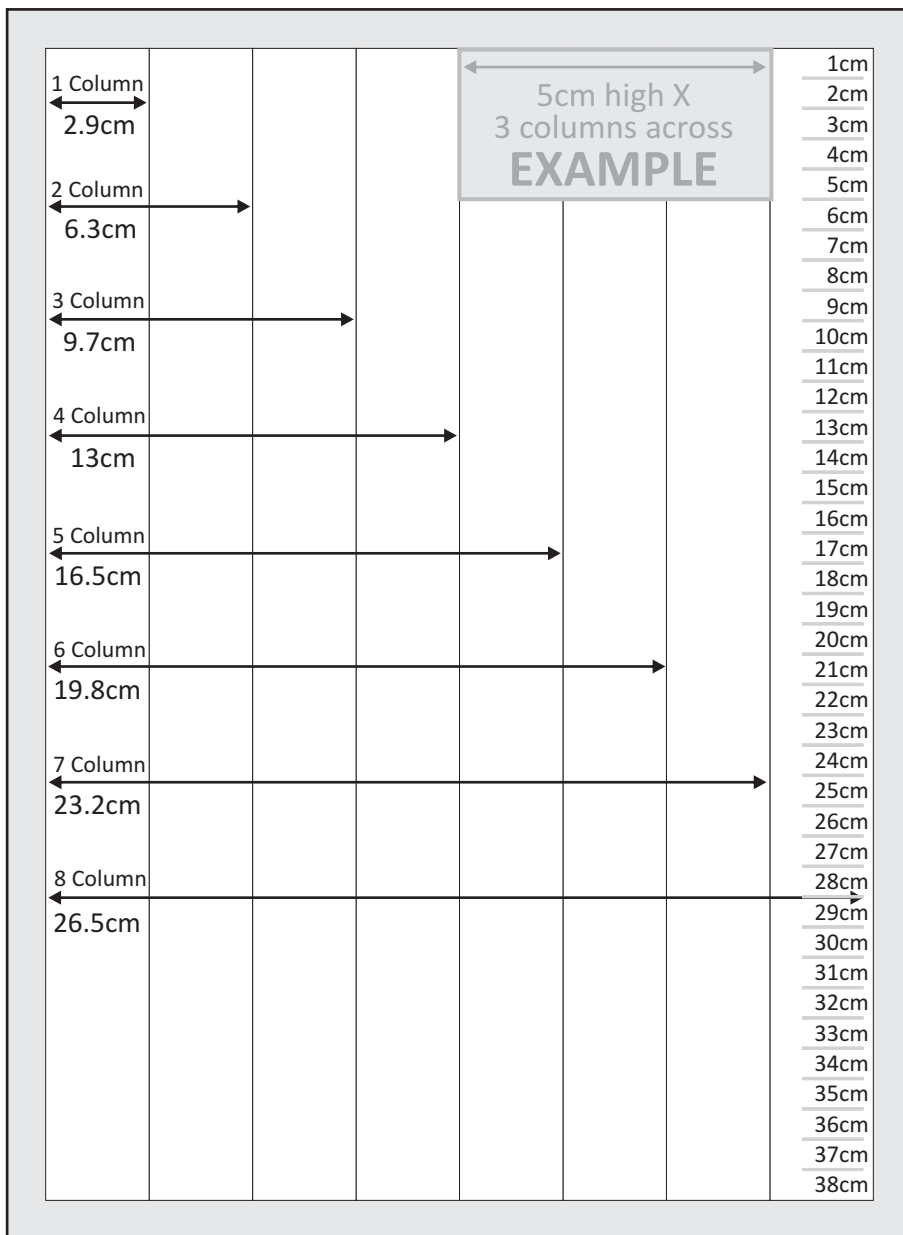 1 Column
2.9cm
2 Column
6.3cm
3 Column
9.7cm
4 Column
13cm
5 Column
16.5cm
6 Column
19.8cm
7 Column
23.2cm
8 Column
26.5cm
5cm high X
3 columns across
EXAMPLE
1cm
2cm
3cm
4cm
5cm
6cm
7cm
8cm
9cm
10cm
11cm
12cm
13cm
14cm
15cm
16cm
17cm
18cm
19cm
20cm
21cm
22cm
23cm
24cm
25cm
26cm
27cm
28cm
29cm
30cm
31cm
32cm
33cm
34cm
35cm
36cm
37cm
38cm